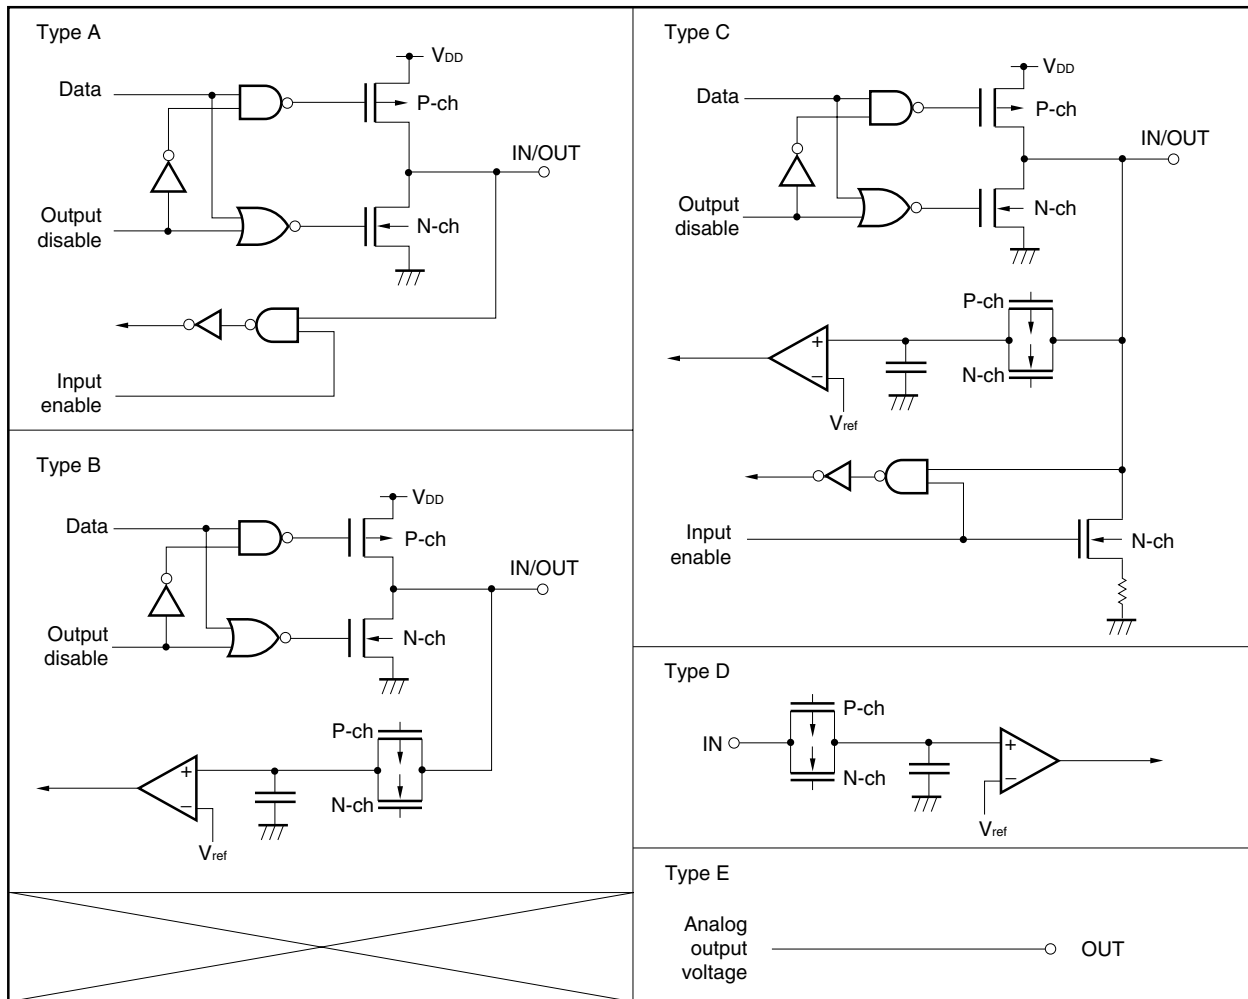 Type A
VDD
Data
P-ch
IN/OUT
Output
disable
N-ch
Input
enable
Type B
VDD
Data
P-ch
IN/OUT
Output
disable
N-ch
P-ch
+
−
N-ch
Vref
Type C
VDD
Data
P-ch
IN/OUT
Output
disable
N-ch
P-ch
+
−
N-ch
Vref
Input
enable
N-ch
Type D
P-ch
IN
+
−
N-ch
Vref
Type E
Analog
output
voltage
OUT